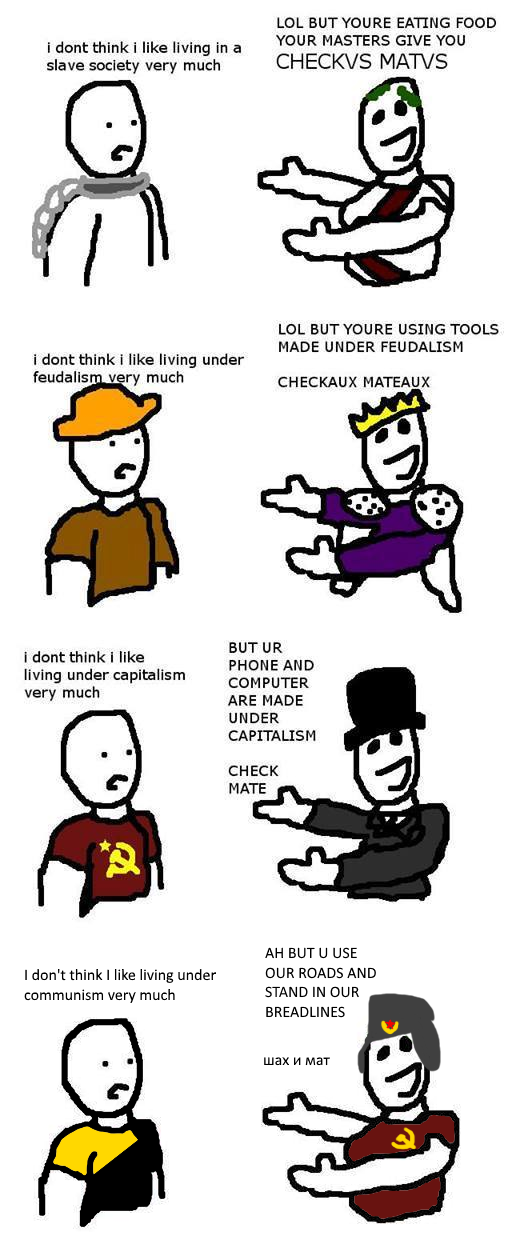 i dont think i like living in a
slave society very much
LOL BUT YOURE EATING FOOD
YOUR MASTERS GIVE YOU
CHECKVS MATVS
i dont think i like living under
feudalism very much
LOL BUT YOURE USING TOOLS
MADE UNDER FEUDALISM
CHECKAUX MATEAUX
i dont think i like
living under capitalism
very much
BUT UR
PHONE AND
COMPUTER
ARE MADE
UNDER
CAPITALISM
CHECK
MATE
I don't think I like living under
communism very much
AH BUT U USE
OUR ROADS AND
STAND IN OUR
BREADLINES
шах и мат